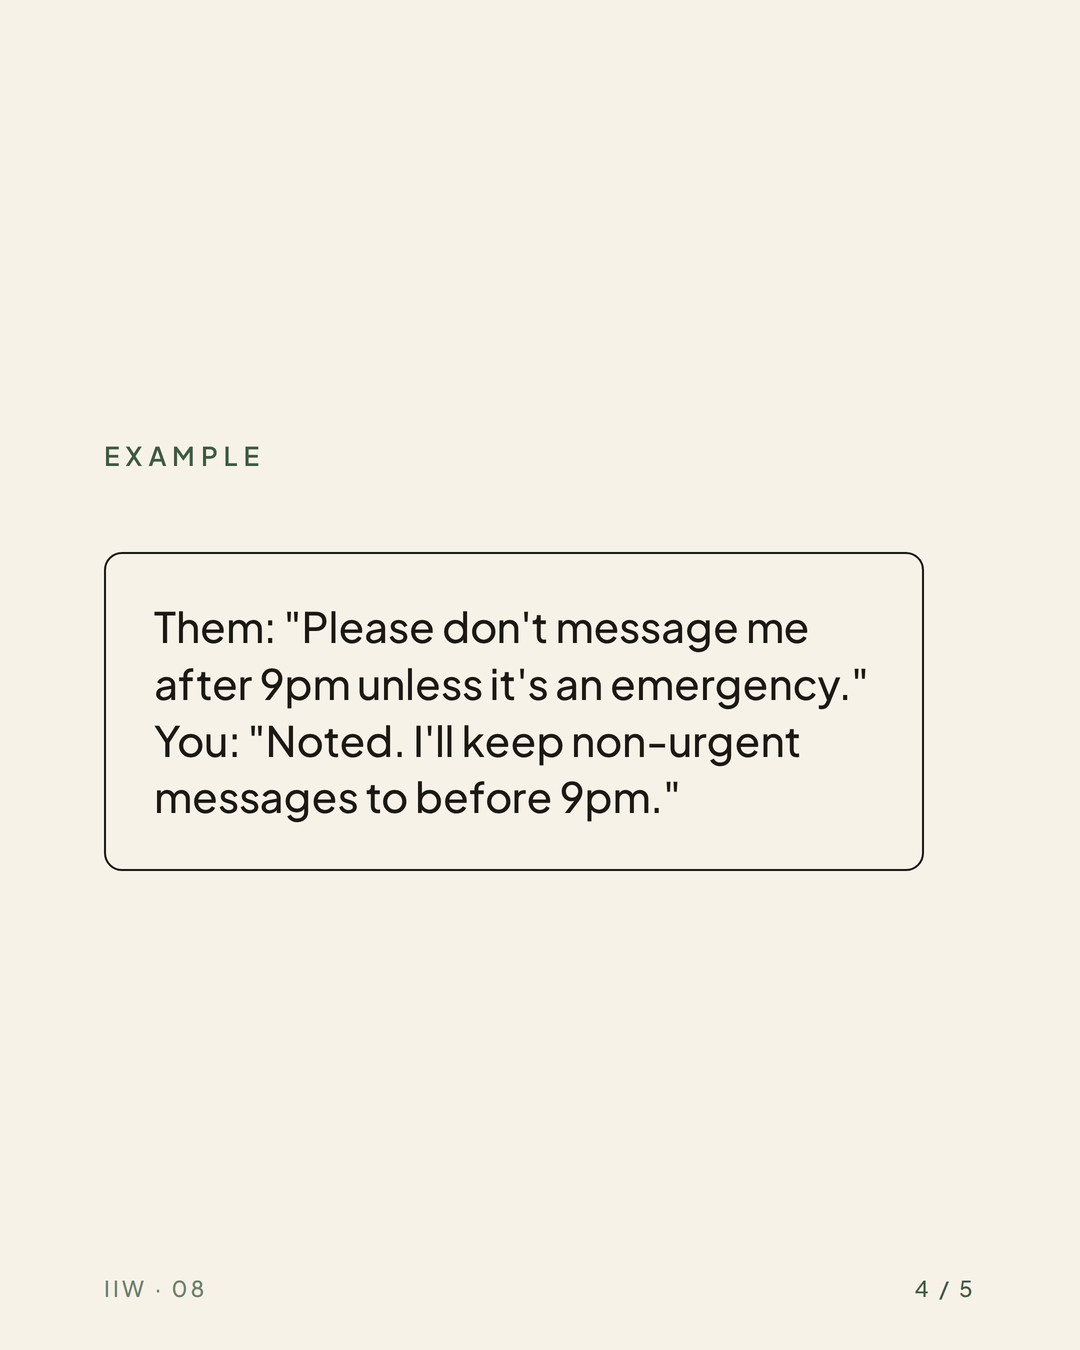 EXAMPLE
Them: "Please don't message me
after 9pm unless it's an emergency."
You: "Noted. I'll keep non-urgent
messages to before 9pm."
IIW · 08
4 / 5